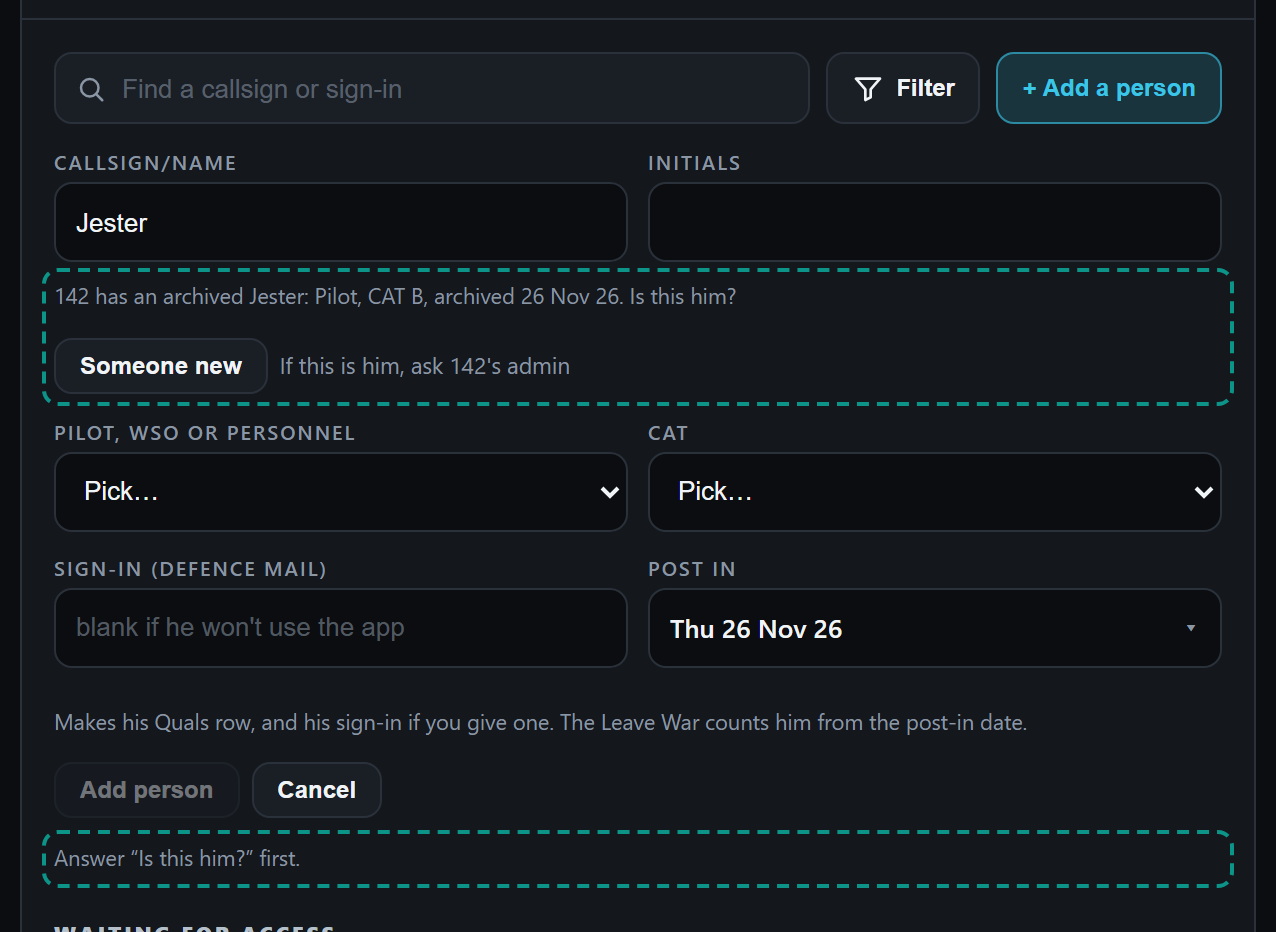 Find a callsign or sign-in
Filter
+ Add a person
CALLSIGN/NAME
INITIALS
Jester
142 has an archived Jester: Pilot, CAT B, archived 26 Nov 26. Is this him?
Someone new
If this is him, ask 142's admin
PILOT, WSO OR PERSONNEL
CAT
Pick…
Pick…
SIGN-IN (DEFENCE MAIL)
POST IN
blank if he won't use the app
Thu 26 Nov 26
Makes his Quals row, and his sign-in if you give one. The Leave War counts him from the post-in date.
Add person
Cancel
Answer “Is this him?” first.
WAITING FOR ACCESS